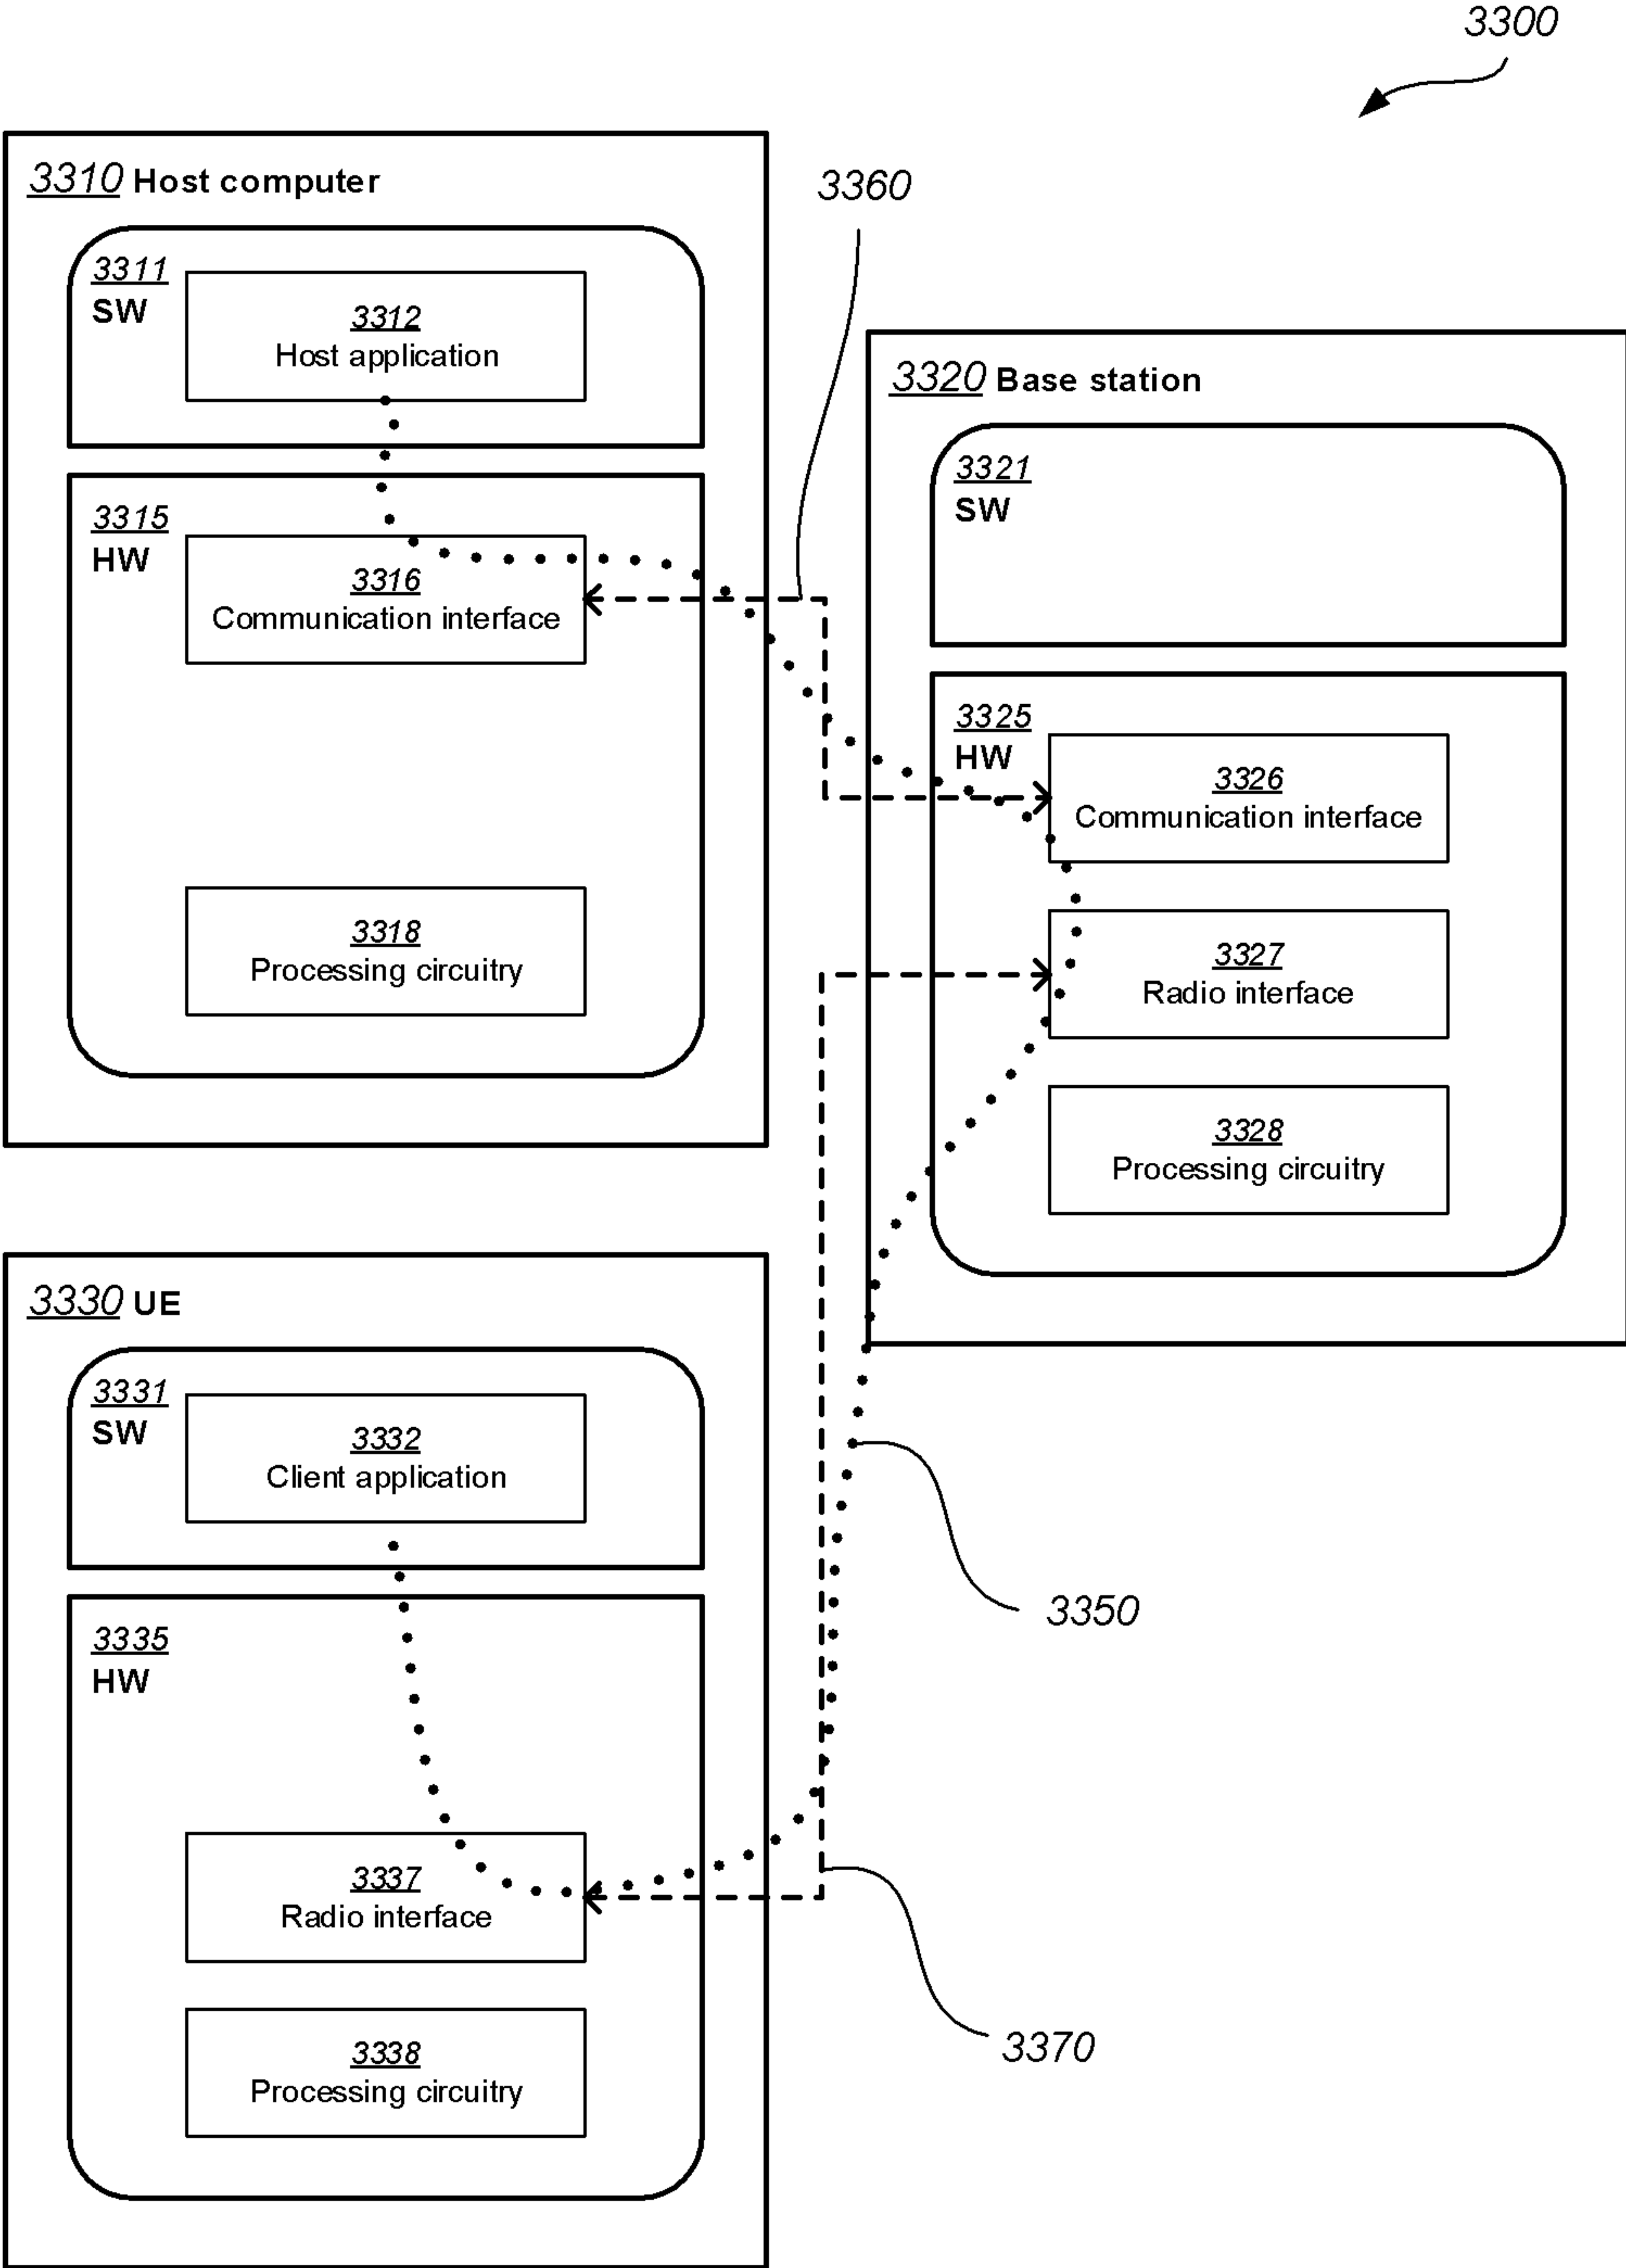 3300
3310 Host computer
3311
SW
3312
Host application
3315
HW
3316
Communication interface
3318
Processing circuitry
3360
3320 Base station
3321
SW
3325
HW
3326
Communication interface
3327
Radio interface
3328
Processing circuitry
3330 UE
3331
SW
3332
Client application
3335
HW
3337
Radio interface
3338
Processing circuitry
3350
3370